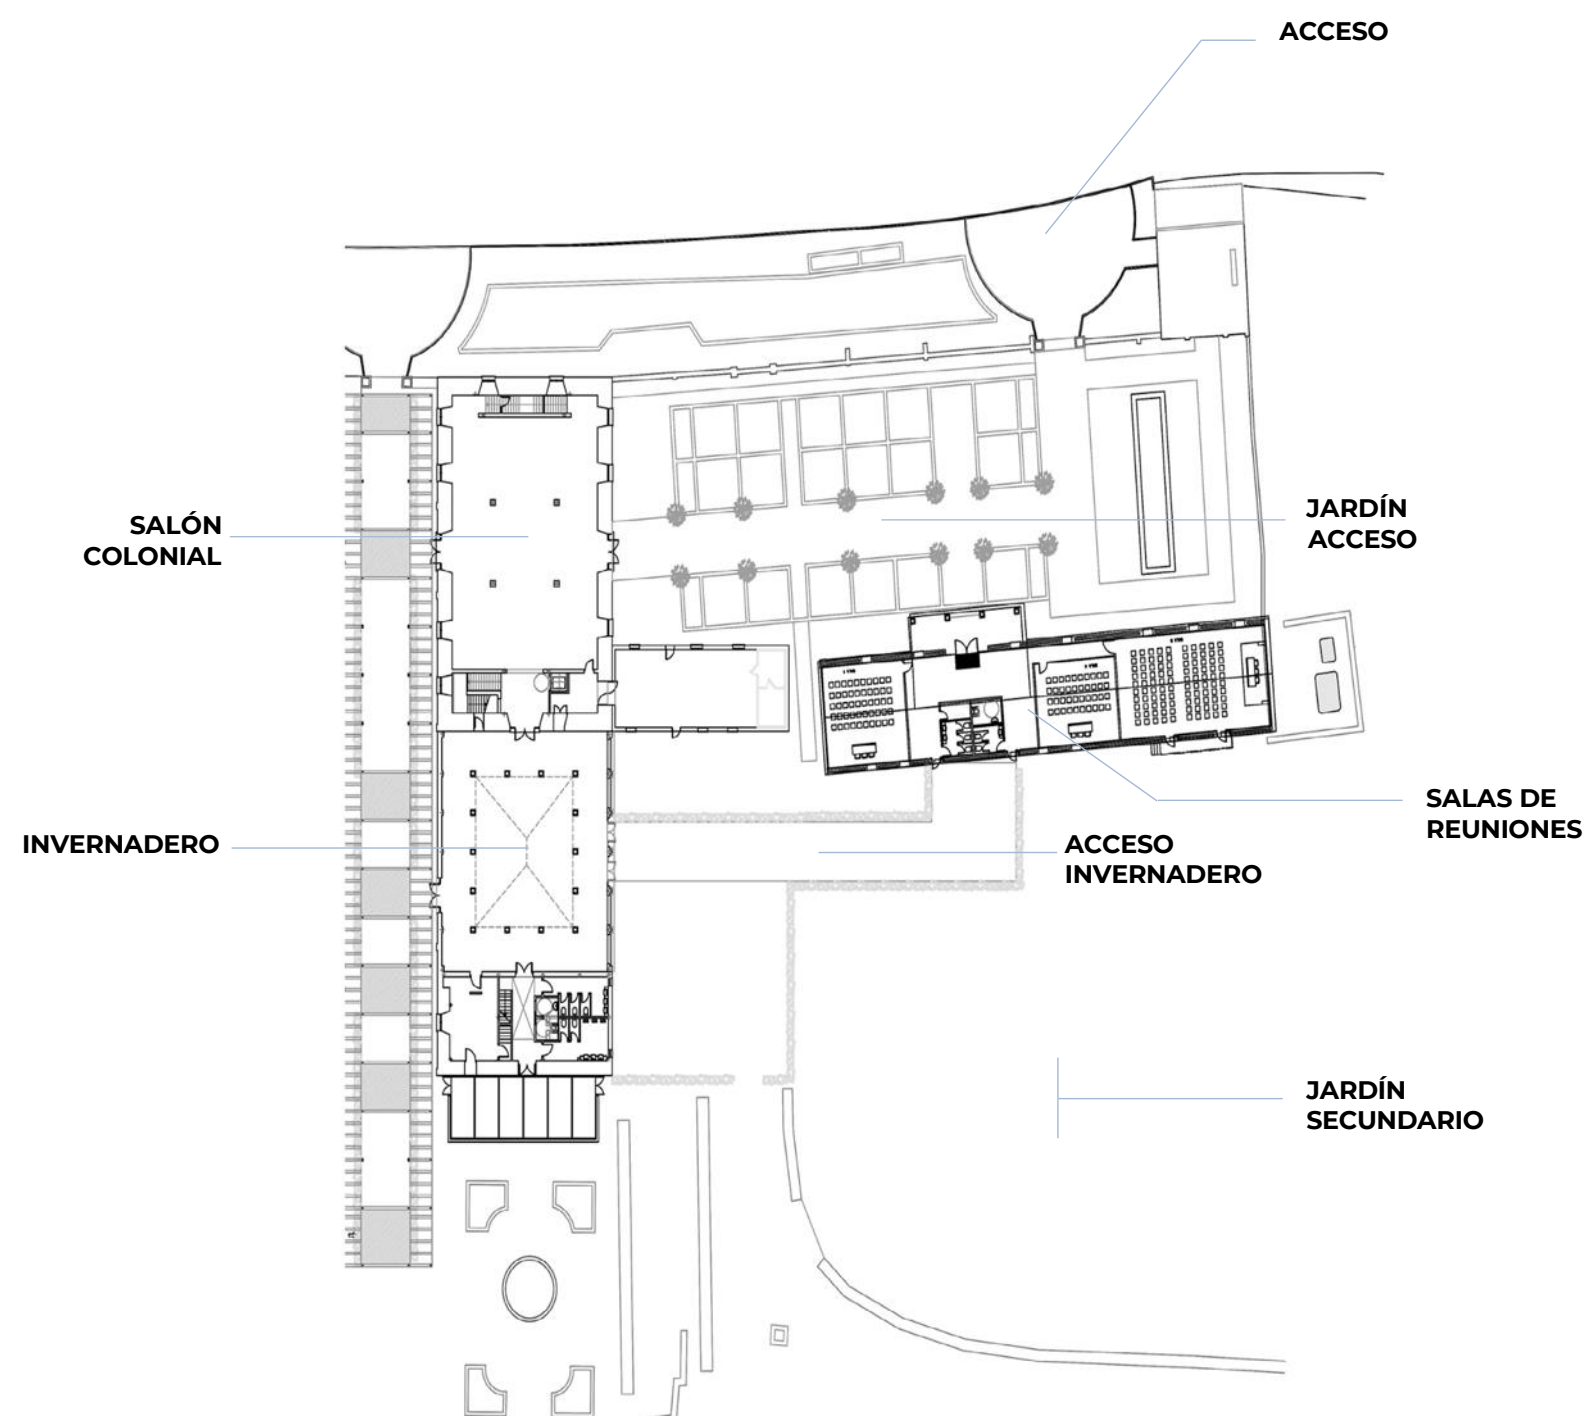 ACCESO
JARDÍN
ACCESO
SALÓN
COLONIAL
SALAS DE
REUNIONES
INVERNADERO
ACCESO
INVERNADERO
JARDÍN
SECUNDARIO